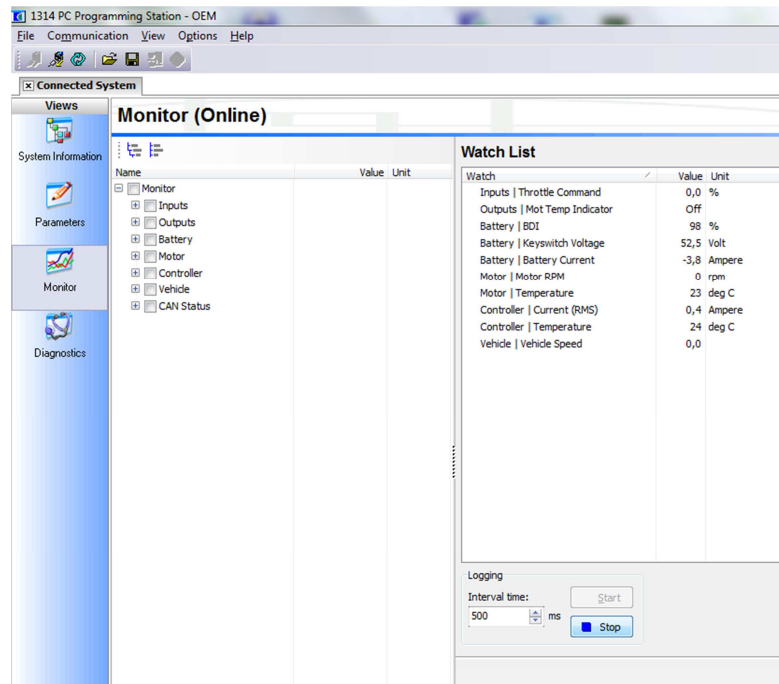 1314 PC Programming Station - OEM
File Communication View Options Help
Connected System
Views
System Information
Parameters
Monitor
Diagnostics
Monitor (Online)
Name Value Unit
Monitor
Inputs
Outputs
Battery
Motor
Controller
Vehicle
CAN Status
Watch List
Watch Value Unit
Inputs | Throttle Command 0,0 %
Outputs | Mot Temp Indicator Off
Battery | BDI 98 %
Battery | Keyswitch Voltage 52,5 Volt
Battery | Battery Current -3,8 Ampere
Motor | Motor RPM 0 rpm
Motor | Temperature 23 deg C
Controller | Current (RMS) 0,4 Ampere
Controller | Temperature 24 deg C
Vehicle | Vehicle Speed 0,0
Logging
Interval time:
500 ms
Start
Stop